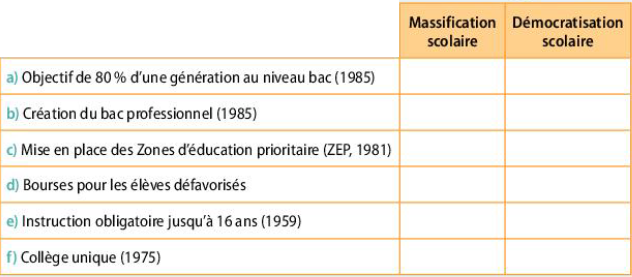 Massification scolaire
Démocratisation scolaire
a) Objectif de 80 % d’une génération au niveau bac (1985)
b) Création du bac professionnel (1985)
c) Mise en place des Zones d’éducation prioritaire (ZEP, 1981)
d) Bourses pour les élèves défavorisés
e) Instruction obligatoire jusqu’à 16 ans (1959)
f) Collège unique (1975)